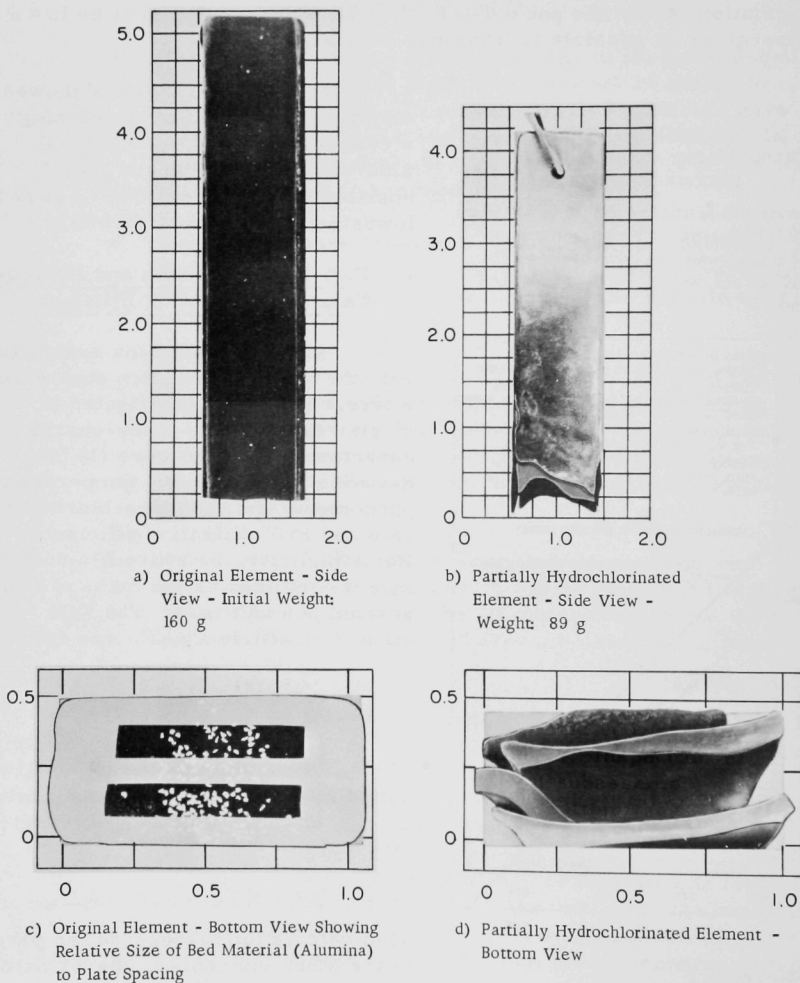 5.0
4.0
3.0
2.0
1.0
0
0
1.0
2.0
a) Original Element - Side
View - Initial Weight:
160 g
4.0
3.0
2.0
1.0
0
0
1.0
2.0
b) Partially Hydrochlorinated
Element - Side View -
Weight: 89 g
0.5
0
0
0.5
1.0
c) Original Element - Bottom View Showing
Relative Size of Bed Material (Alumina)
to Plate Spacing
0.5
0
0
0.5
1.0
d) Partially Hydrochlorinated Element -
Bottom View